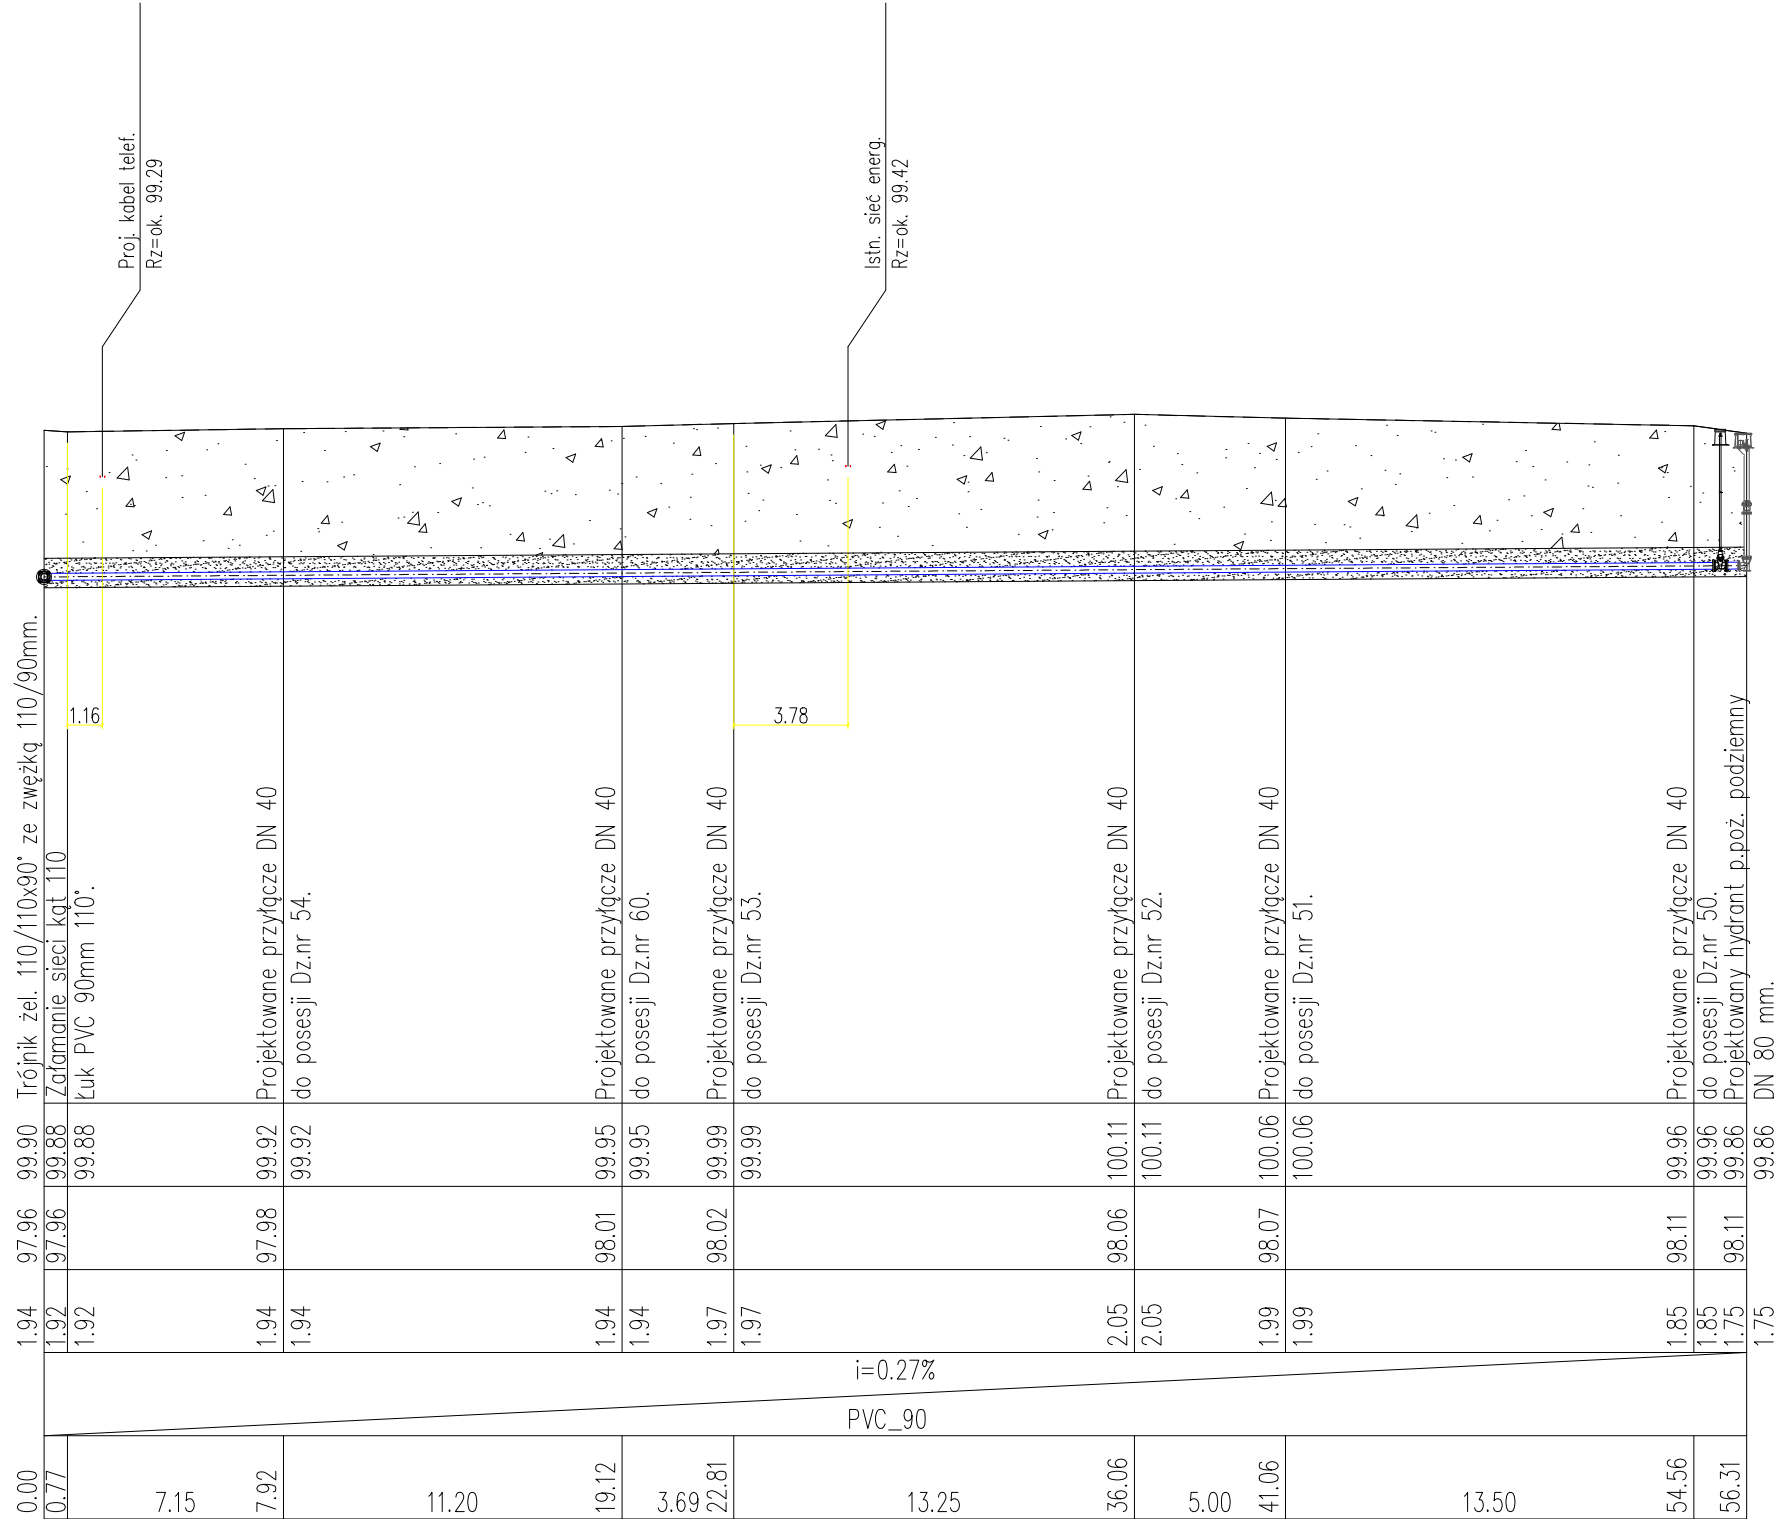 Proj. kabel telef.
Rz=ok. 99.29
Istn. sieć energ.
Rz=ok. 99.42
1.16
3.78
Trójnik żel. 110/110x90° ze zwężką 110/90mm.
Załamanie sieci kąt 110
Łuk PVC 90mm 110°.
Projektowane przyłącze DN 40
do posesji Dz.nr 54.
Projektowane przyłącze DN 40
do posesji Dz.nr 60.
Projektowane przyłącze DN 40
do posesji Dz.nr 53.
Projektowane przyłącze DN 40
do posesji Dz.nr 52.
Projektowane przyłącze DN 40
do posesji Dz.nr 51.
Projektowane przyłącze DN 40
do posesji Dz.nr 50.
Projektowany hydrant p.poż. podziemny
DN 80 mm.
99.90 99.88 99.88 99.92 99.92 99.95 99.95 99.99 99.99 100.11 100.11 100.06 100.06 99.96 99.96 99.86 99.86
97.96 97.96 97.98 98.01 98.02 98.06 98.07 98.11 98.11
1.94 1.92 1.92 1.94 1.94 1.94 1.94 1.97 1.97 2.05 2.05 1.99 1.99 1.85 1.85 1.75 1.75
i=0.27%
PVC_90
0.00 0.77 7.15 7.92 11.20 19.12 3.69 22.81 13.25 36.06 5.00 41.06 13.50 54.56 56.31